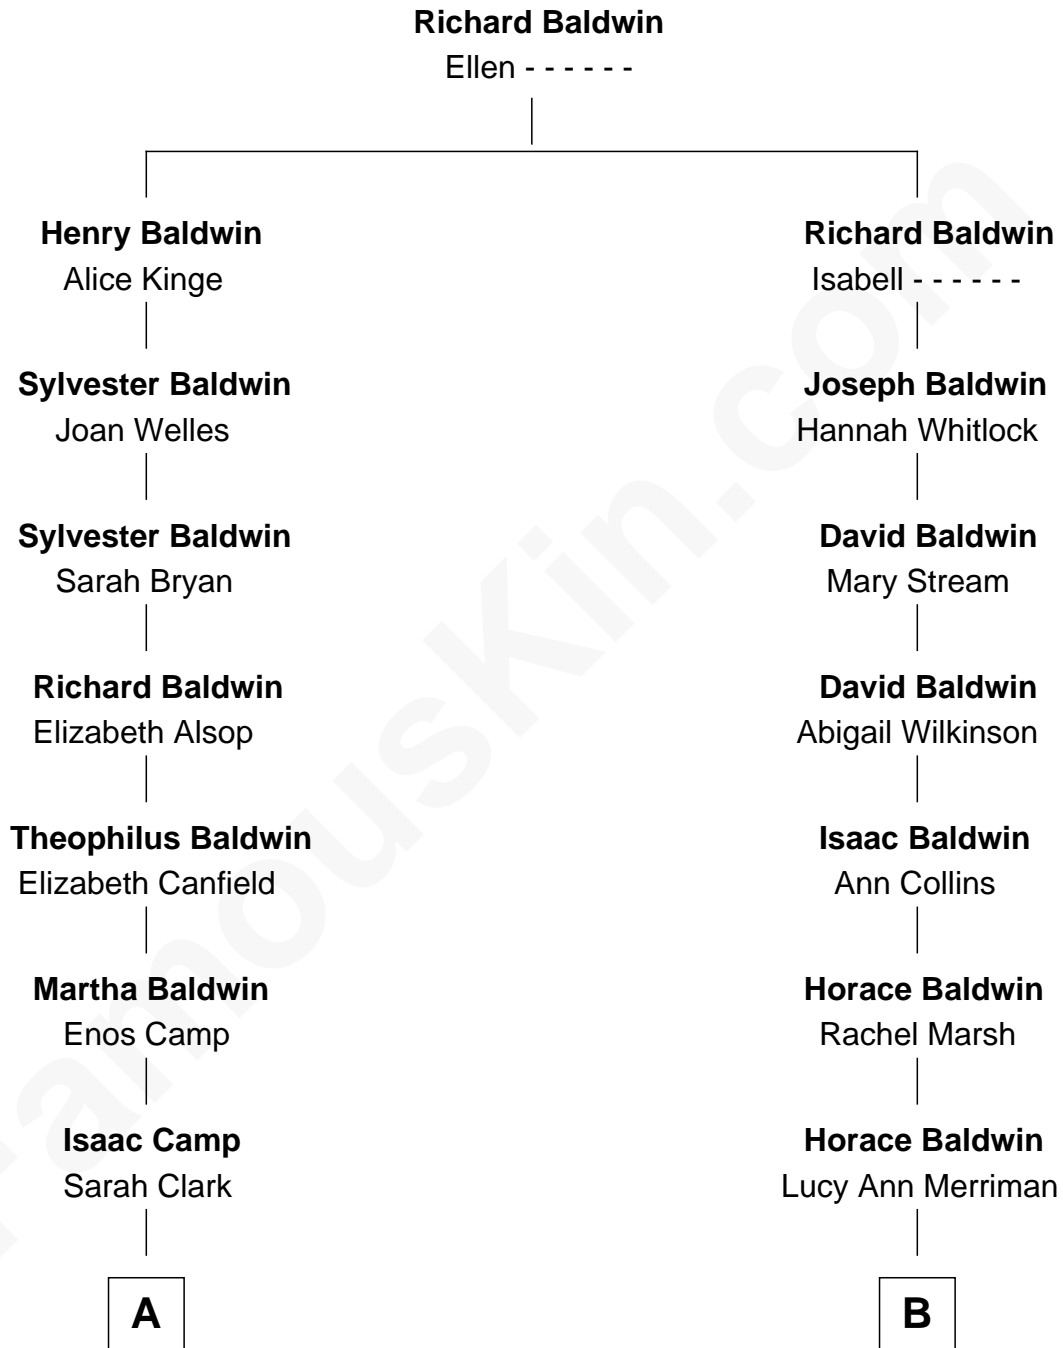 Richard Baldwin
Ellen - - - - - -
Henry Baldwin
Alice Kinge
Richard Baldwin
Isabell - - - - - -
Sylvester Baldwin
Joan Welles
Joseph Baldwin
Hannah Whitlock
Sylvester Baldwin
Sarah Bryan
David Baldwin
Mary Stream
Richard Baldwin
Elizabeth Alsop
David Baldwin
Abigail Wilkinson
Theophilus Baldwin
Elizabeth Canfield
Isaac Baldwin
Ann Collins
Martha Baldwin
Enos Camp
Horace Baldwin
Rachel Marsh
Isaac Camp
Sarah Clark
Horace Baldwin
Lucy Ann Merriman
A
B
FamousKin.com